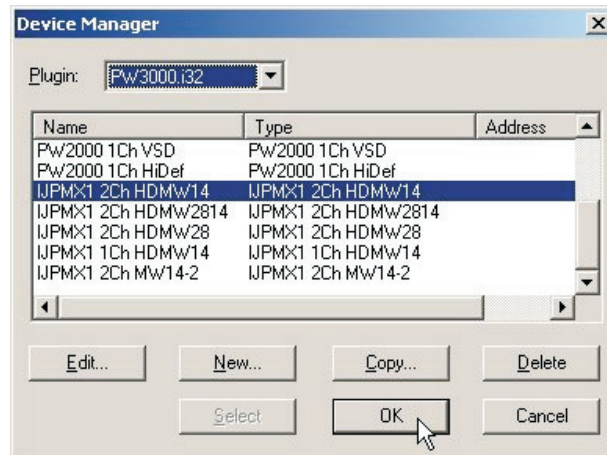 Device Manager
Plugin: PW3000.i32
Name Type Address
PW2000 1Ch VSD PW2000 1Ch VSD
PW2000 1Ch HiDef PW2000 1Ch HiDef
IJPMX1 2Ch HDMW14 IJPMX1 2Ch HDMW14
IJPMX1 2Ch HDMW2814 IJPMX1 2Ch HDMW2814
IJPMX1 2Ch HDMW28 IJPMX1 2Ch HDMW28
IJPMX1 1Ch HDMW14 IJPMX1 1Ch HDMW14
IJPMX1 2Ch MW14-2 IJPMX1 2Ch MW14-2
Edit... New... Copy... Delete
Select OK Cancel